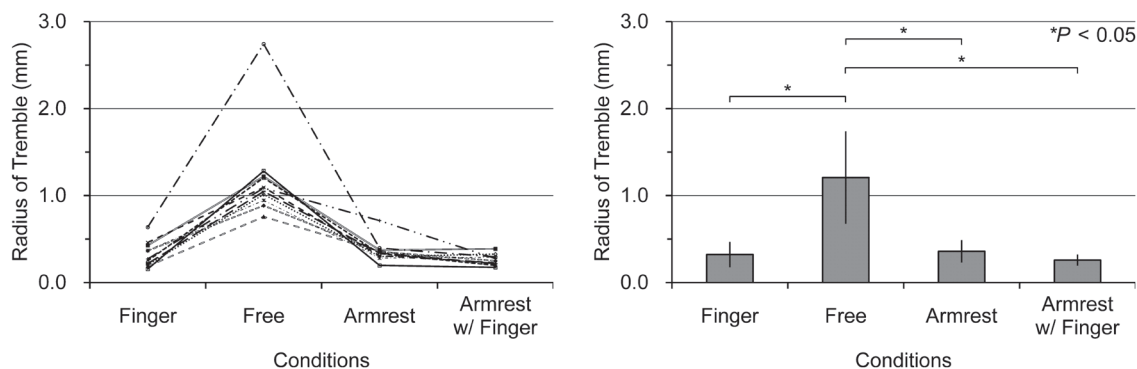 3.0
2.0
1.0
0.0
Radius of Tremble (mm)
Finger
Free
Armrest
Armrest
w/ Finger
Conditions
3.0
2.0
1.0
0.0
Radius of Tremble (mm)
*P < 0.05
*
*
*
Finger
Free
Armrest
Armrest
w/ Finger
Conditions